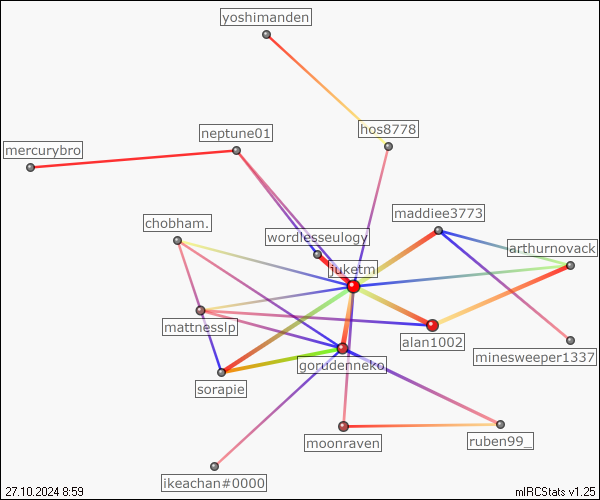 yoshimanden
hos8778
neptune01
mercurybro
maddiee3773
chobham.
wordlesseulogy
arthurnovack
juketm
mattnesslp
alan1002
minesweeper1337
gorudenneko
sorapie
moonraven
ruben99_
ikeachan#0000
27.10.2024 8:59
mIRCStats v1.25